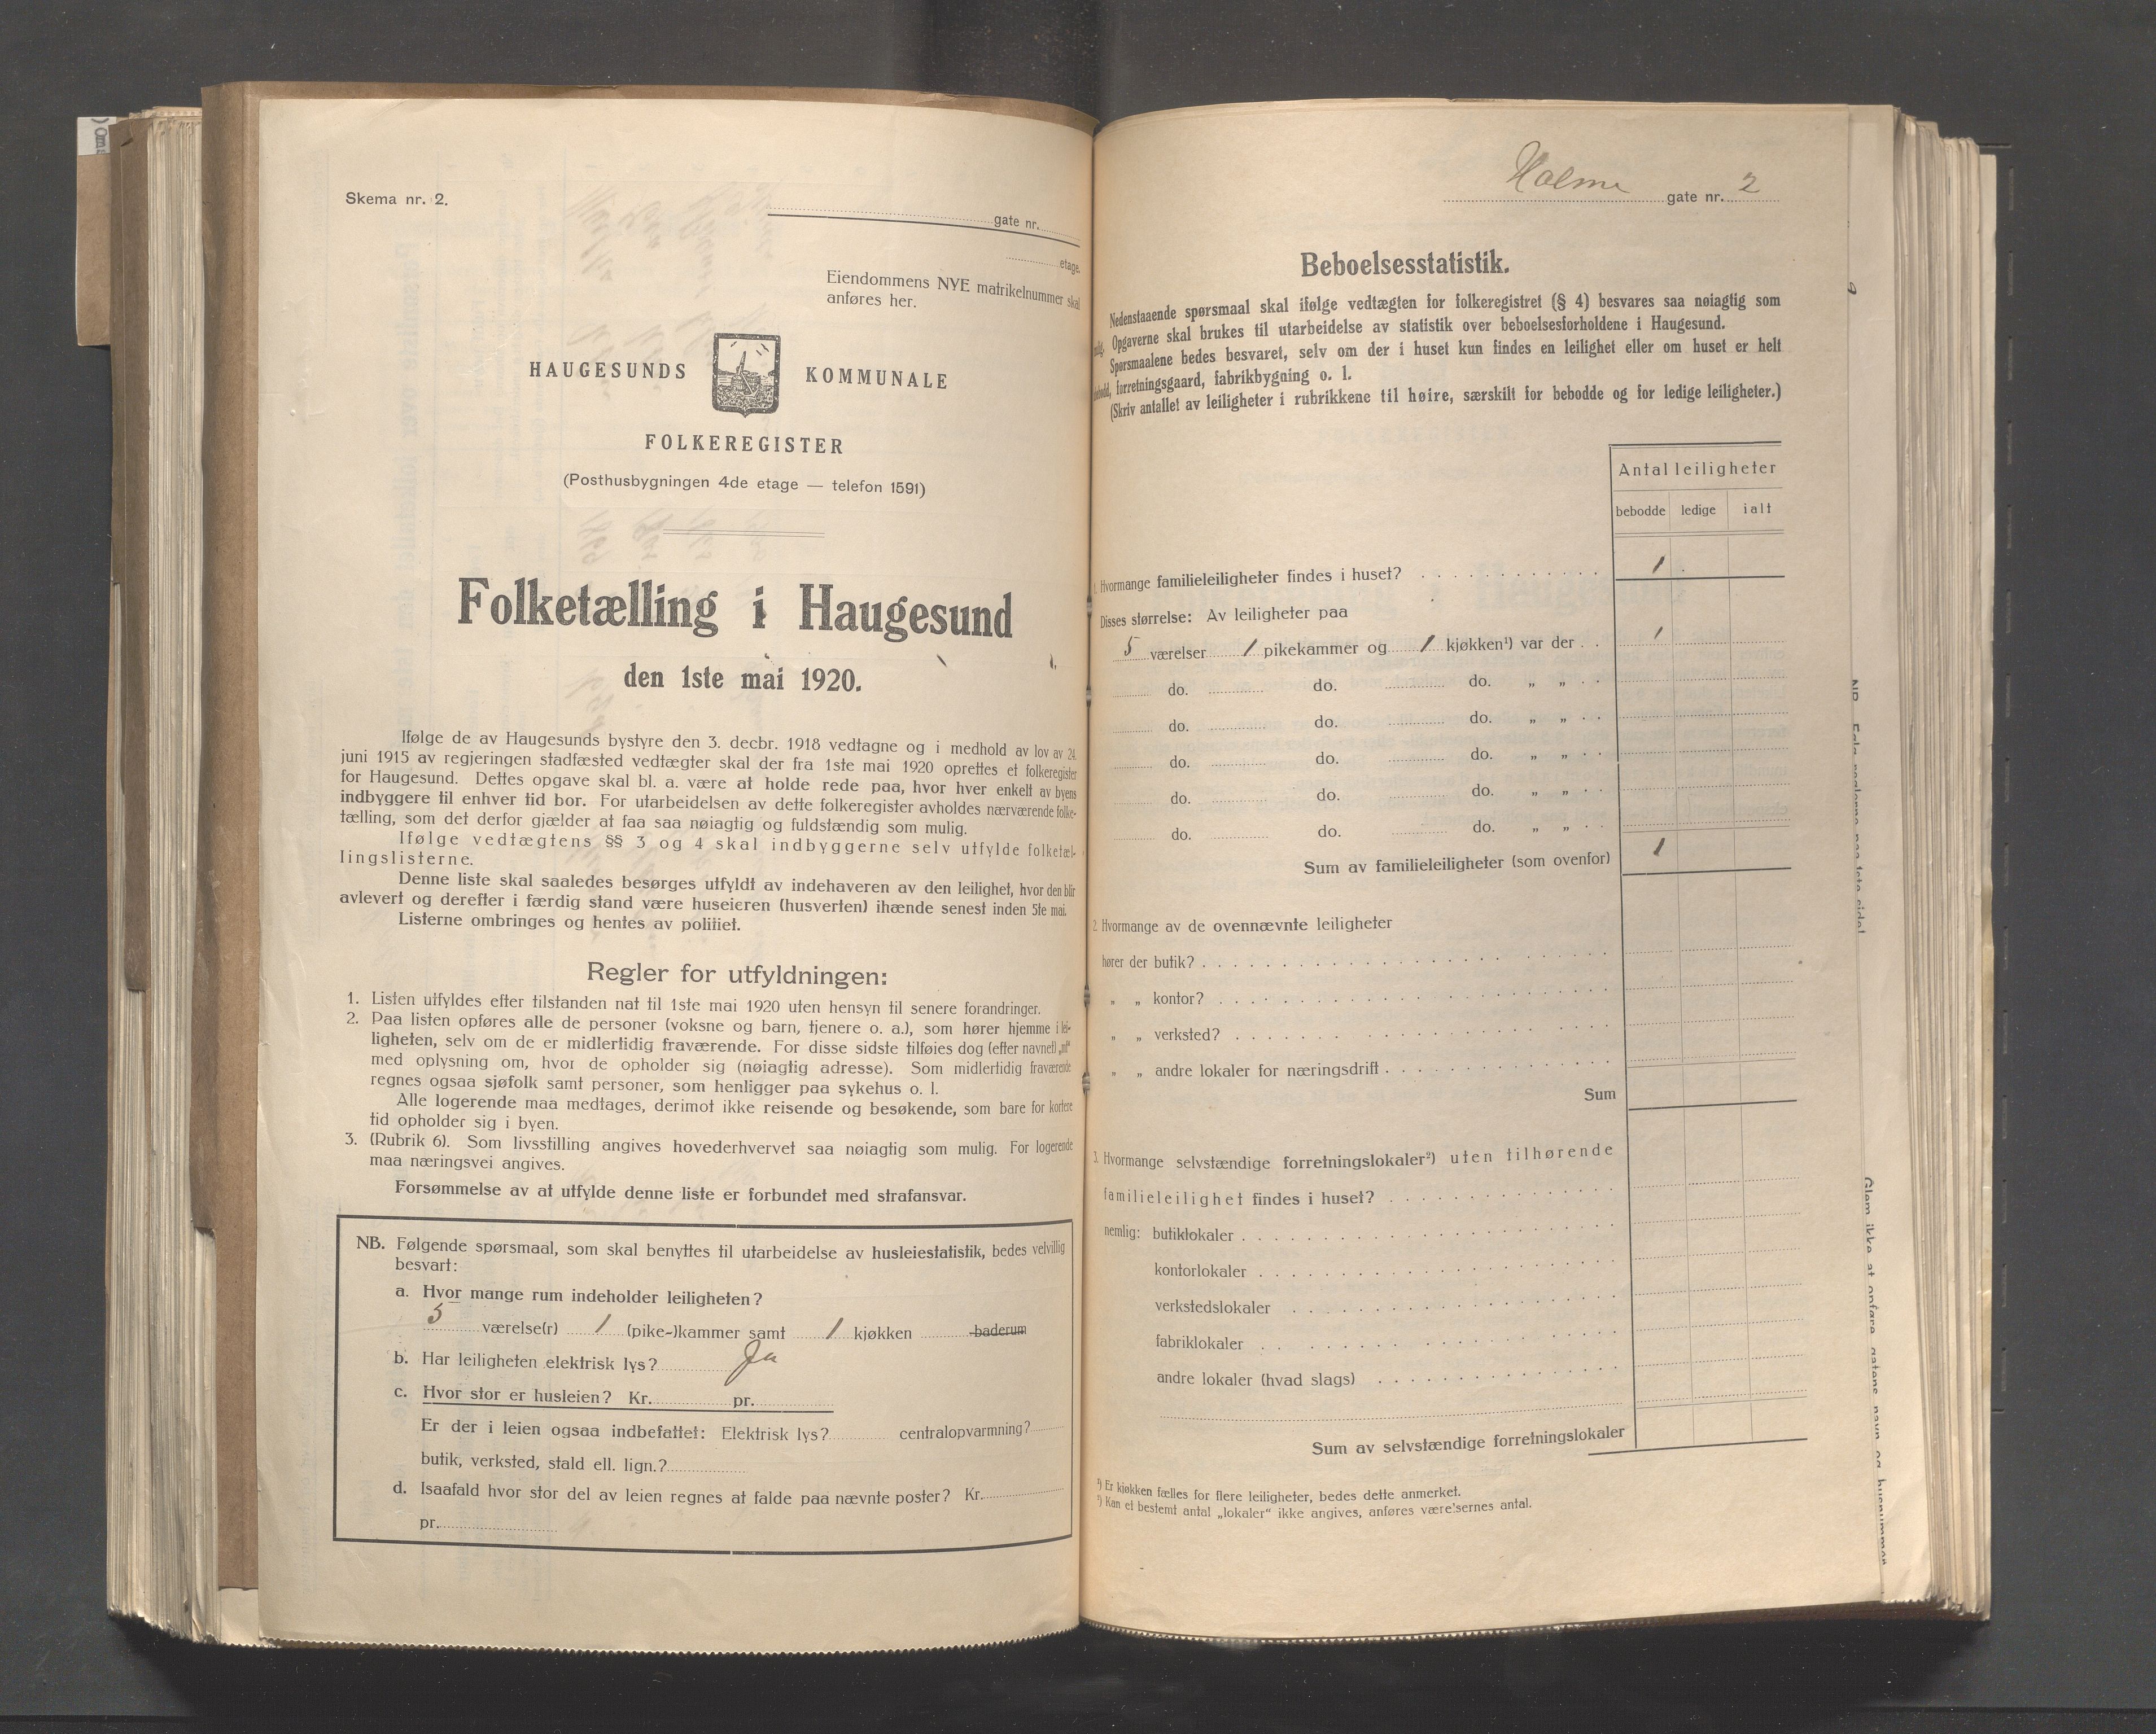 Skema nr. 2.
gate nr.
etage.
Eiendommens NYE matrikelnummer skal
anføres her.
HAUGESUNDS KOMMUNALE
FOLKEREGISTER
(Posthusbygningen 4de etage — telefon 1591)
Folketælling i Haugesund
den 1ste mai 1920.
Ifølge de av Haugesunds bystyre den 3. decbr. 1918 vedtagne og i medhold av lov av 24.
juni 1915 av regjeringen stadfæsted vedtægter skal der fra 1ste mai 1920 oprettes et folkeregister
for Haugesund. Dettes opgave skal bl. a. være at holde rede paa, hvor hver enkelt av byens
indbyggere til enhver tid bor. For utarbeidelsen av dette folkeregister avholdes nærværende folke-
tælling, som det derfor gjælder at faa saa nøiagtig og fuldstændig som mulig.
Ifølge vedtægtens §§ 3 og 4 skal indbyggerne selv utfylde folketæl-
lingslisterne.
Denne liste skal saaledes besørges utfyldt av indehaveren av den leilighet, hvor den blir
avlevert og derefter i færdig stand være huseieren (husverten) ihænde senest inden 5te mai.
Listerne ombringes og hentes av politiet.
Regler for utfyldningen:
1. Listen utfyldes efter tilstanden nat til 1ste mai 1920 uten hensyn til senere forandringer.
2. Paa listen opføres alle de personer (voksne og barn, tjenere o. a.), som hører hjemme i lei-
ligheten, selv om de er midlertidig fraværende. For disse sidste tilføies dog (efter navnet) „mf“
med oplysning om, hvor de opholder sig (nøiagtig adresse). Som midlertidig fraværende
regnes ogsaa sjøfolk samt personer, som henligger paa sykehus o. l.
Alle logerende maa medtages, derimot ikke reisende og besøkende, som bare for kortere
tid opholder sig i byen.
3. (Rubrik 6). Som livsstilling angives hovederhvervet saa nøiagtig som mulig. For logerende
maa næringsvei angives.
Forsømmelse av at utfylde denne liste er forbundet med strafansvar.
NB. Følgende spørsmaal, som skal benyttes til utarbeidelse av husleiestatistik, bedes velvillig
besvart:
a. Hvor mange rum indeholder leiligheten?
5 værelse(r) 1 (pike-)kammer samt 1 kjøkken baderum
b. Har leiligheten elektrisk lys? Ja
c. Hvor stor er husleien? Kr. pr.
Er der i leien ogsaa indbefattet: Elektrisk lys? centralopvarmning?
butik, verksted, stald ell. lign.?
d. Isaafald hvor stor del av leien regnes at falde paa nævnte poster? Kr.
pr.
Holme gate nr. 2
Beboelsesstatistik.
Nedenstaaende spørsmaal skal ifølge vedtægten for folkeregistret (§ 4) besvares saa nøiagtig som
mulig. Opgaverne skal brukes til utarbeidelse av statistik over beboelsesforholdene i Haugesund.
Spørsmaalene bedes besvaret, selv om der i huset kun findes en leilighet eller om huset er helt
ubebodd, forretningsgaard, fabrikbygning o. l.
(Skriv antallet av leiligheter i rubrikkene til høire, særskilt for bebodde og for ledige leiligheter.)
Antal leiligheter
bebodde ledige ialt
1. Hvormange familieleiligheter findes i huset? 1
Disses størrelse: Av leiligheter paa
5 værelser 1 pikekammer og 1 kjøkken¹) var der 1
do. do. do. „ „
do. do. do. „ „
do. do. do. „ „
do. do. do. „ „
do. do. do. „ „
Sum av familieleiligheter (som ovenfor) 1
2. Hvormange av de ovennævnte leiligheter
hører der butik?
„ „ kontor?
„ „ verksted?
„ „ andre lokaler for næringsdrift
Sum
3. Hvormange selvstændige forretningslokaler²) uten tilhørende
familieleilighet findes i huset?
nemlig: butiklokaler
kontorlokaler
verkstedslokaler
fabriklokaler
andre lokaler (hvad slags)
Sum av selvstændige forretningslokaler
¹) Er kjøkken fælles for flere leiligheter, bedes dette anmerket.
²) Kan et bestemt antal „lokaler“ ikke angives, anføres værelsernes antal.